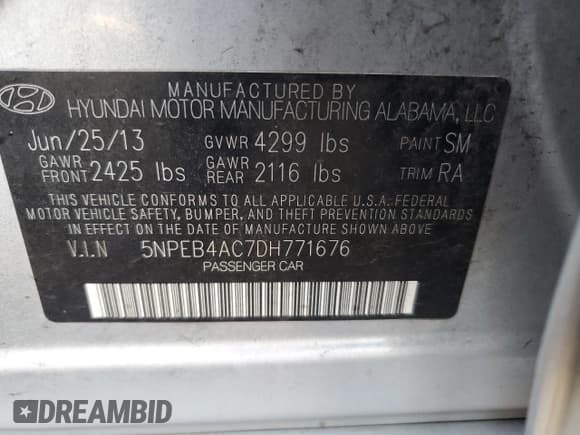 MANUFACTURED BY
HYUNDAI MOTOR MANUFACTURING ALABAMA, LLC
Jun/25/13 GVWR 4299 lbs PAINT SM
GAWR FRONT 2425 lbs GAWR REAR 2116 lbs TRIM RA
THIS VEHICLE CONFORMS TO ALL APPLICABLE U.S.A. FEDERAL
MOTOR VEHICLE SAFETY, BUMPER, AND THEFT PREVENTION
STANDARDS IN EFFECT ON THE DATE OF MANUFACTURE SHOWN ABOVE
V.I.N 5NPEB4AC7DH771676
PASSENGER CAR
DREAMBID